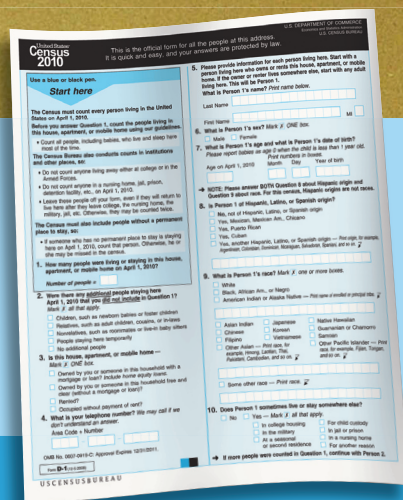 U.S. DEPARTMENT OF COMMERCE
Economics and Statistics Administration
U.S. CENSUS BUREAU
United States
Census
2010
This is the official form for all the people at this address.
It is quick and easy, and your answers are protected by law.
Use a blue or black pen.
Start here
The Census must count every person living in the United
States on April 1, 2010.
Before you answer Question 1, count the people living in
this house, apartment, or mobile home using our guidelines.
• Count all people, including babies, who live and sleep here
most of the time.
The Census Bureau also conducts counts in institutions
and other places, so:
• Do not count anyone living away either at college or in the
Armed Forces.
• Do not count anyone in a nursing home, jail, prison,
detention facility, etc., on April 1, 2010.
• Leave these people off your form, even if they will return to
live here after they leave college, the nursing home, the
military, jail, etc. Otherwise, they may be counted twice.
The Census must also include people without a permanent
place to stay, so:
• If someone who has no permanent place to stay is staying
here on April 1, 2010, count that person. Otherwise, he or
she may be missed in the census.
1. How many people were living or staying in this house,
apartment, or mobile home on April 1, 2010?
Number of people =
2. Were there any additional people staying here
April 1, 2010 that you did not include in Question 1?
Mark X all that apply.
Children, such as newborn babies or foster children
Relatives, such as adult children, cousins, or in-laws
Nonrelatives, such as roommates or live-in baby sitters
People staying here temporarily
No additional people
3. Is this house, apartment, or mobile home —
Mark X ONE box.
Owned by you or someone in this household with a
mortgage or loan? Include home equity loans.
Owned by you or someone in this household free and
clear (without a mortgage or loan)?
Rented?
Occupied without payment of rent?
4. What is your telephone number? We may call if we
don't understand an answer.
Area Code + Number
OMB No. 0607-0919-C: Approval Expires 12/31/2011.
Form D-1
USCENSUSBUREAU
5. Please provide information for each person living here. Start with a
person living here who owns or rents this house, apartment, or mobile
home. If the owner or renter lives somewhere else, start with any adult
living here. This will be Person 1.
What is Person 1's name? Print name below.
Last Name
First Name MI
6. What is Person 1's sex? Mark X ONE box.
Male Female
7. What is Person 1's age and what is Person 1's date of birth?
Please report babies as age 0 when the child is less than 1 year old.
Print numbers in boxes.
Age on April 1, 2010 Month Day Year of birth
→ NOTE: Please answer BOTH Question 8 about Hispanic origin and
Question 9 about race. For this census, Hispanic origins are not races.
8. Is Person 1 of Hispanic, Latino, or Spanish origin?
No, not of Hispanic, Latino, or Spanish origin
Yes, Mexican, Mexican Am., Chicano
Yes, Puerto Rican
Yes, Cuban
Yes, another Hispanic, Latino, or Spanish origin — Print origin, for example,
Argentinean, Colombian, Dominican, Nicaraguan, Salvadoran, Spaniard, and so on.
9. What is Person 1's race? Mark X one or more boxes.
White
Black, African Am., or Negro
American Indian or Alaska Native — Print name of enrolled or principal tribe.
Asian Indian Japanese Native Hawaiian
Chinese Korean Guamanian or Chamorro
Filipino Vietnamese Samoan
Other Asian — Print race, for
example, Hmong, Laotian, Thai,
Pakistani, Cambodian, and so on.
Other Pacific Islander — Print
race, for example, Fijian, Tongan,
and so on.
Some other race — Print race.
10. Does Person 1 sometimes live or stay somewhere else?
No Yes — Mark X all that apply.
In college housing For child custody
In the military In jail or prison
At a seasonal In a nursing home
or second residence For another reason
→ If more people were counted in Question 1, continue with Person 2.